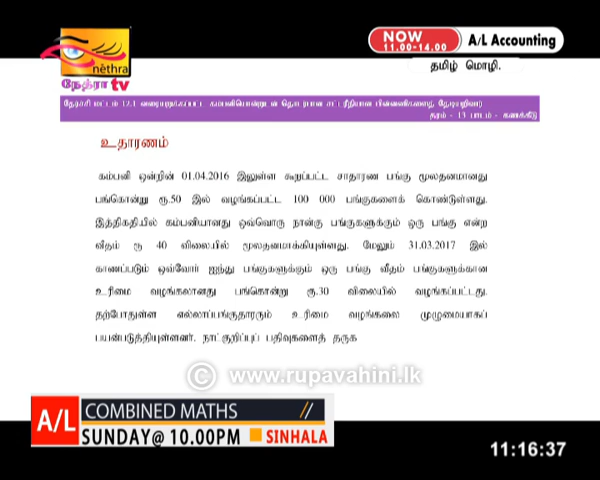 nēthra
நேத்ரா tv
NOW
11.00-14.00
A/L Accounting
தமிழ் மொழி.
தரம் - 13 பாடம் - கணக்கீடு
உதாரணம்
கம்பனி ஒன்றின் 01.04.2016 இலுள்ள கூறப்பட்ட சாதாரண பங்கு மூலதனமானது
பங்கொன்று ரூ.50 இல் வழங்கப்பட்ட 100 000 பங்குகளைக் கொண்டுள்ளது.
இத்திகதியில் கம்பனியானது ஒவ்வொரு நான்கு பங்குகளுக்கும் ஒரு பங்கு என்ற
வீதம் ரூ 40 விலையில் மூலதனமாக்கியுள்ளது. மேலும் 31.03.2017 இல்
காணப்படும் ஒவ்வோர் ஐந்து பங்குகளுக்கும் ஒரு பங்கு வீதம் பங்குகளுக்கான
உரிமை வழங்கலானது பங்கொன்று ரூ.30 விலையில் வழங்கப்பட்டது.
தற்போதுள்ள எல்லாப்பங்குதாரரும் உரிமை வழங்கலை முழுமையாகப்
பயன்படுத்தியுள்ளனர். நாட்குறிப்புப் பதிவுகளைத் தருக
© www.rupavahini.lk
A/L COMBINED MATHS //
SUNDAY@ 10.00PM SINHALA
11:16:37